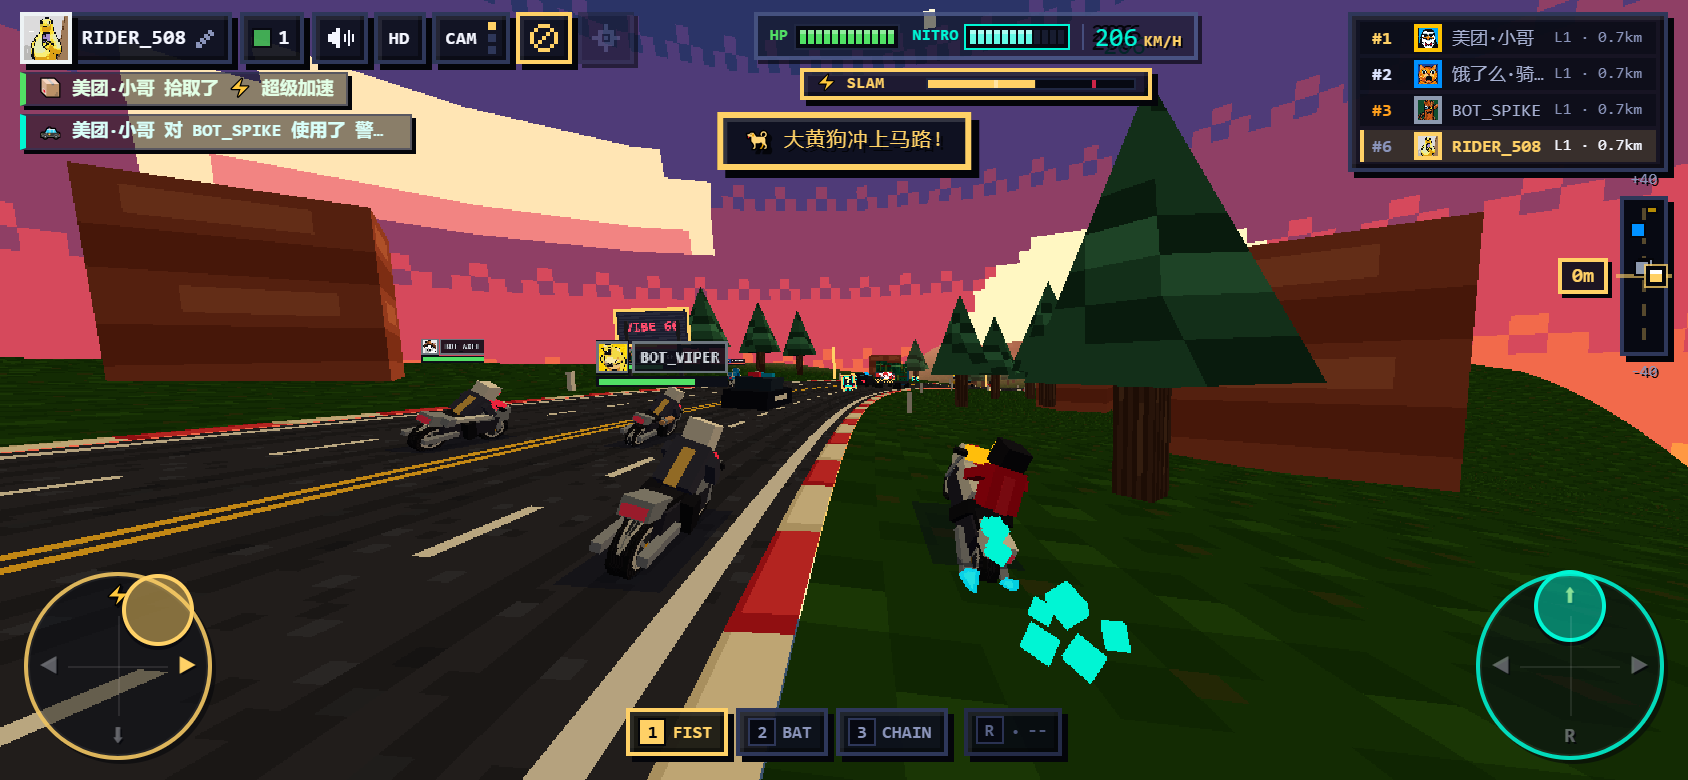 RIDER_508
1
HD
CAM
HP
NITRO
206 KM/H
#1 美团·小哥 L1 · 0.7km
#2 饿了么·骑… L1 · 0.7km
#3 BOT_SPIKE L1 · 0.7km
#6 RIDER_508 L1 · 0.7km
美团·小哥 拾取了 ⚡ 超级加速
美团·小哥 对 BOT_SPIKE 使用了 警…
⚡ SLAM
大黄狗冲上马路!
+40
0m
-40
BOT_VIPER
R
1 FIST
2 BAT
3 CHAIN
R · --